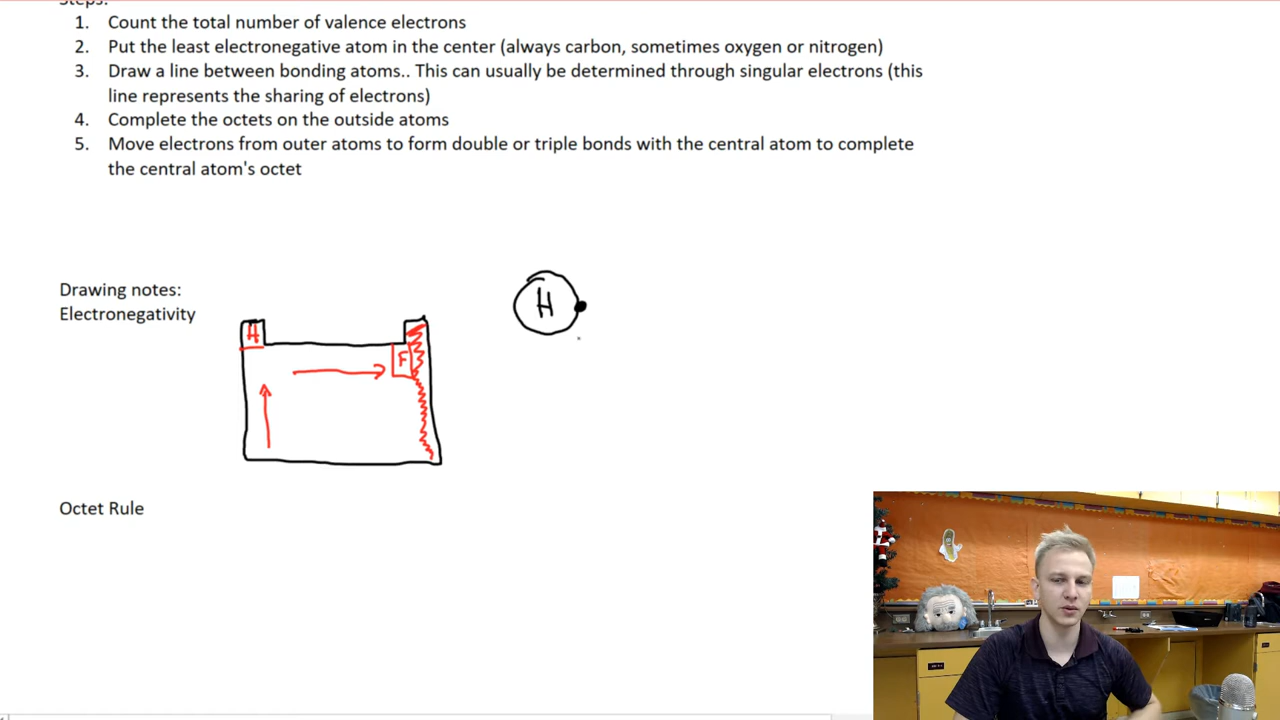 Steps:
1. Count the total number of valence electrons
2. Put the least electronegative atom in the center (always carbon, sometimes oxygen or nitrogen)
3. Draw a line between bonding atoms.. This can usually be determined through singular electrons (this
line represents the sharing of electrons)
4. Complete the octets on the outside atoms
5. Move electrons from outer atoms to form double or triple bonds with the central atom to complete
the central atom's octet
Drawing notes:
Electronegativity
H
H
F
Octet Rule